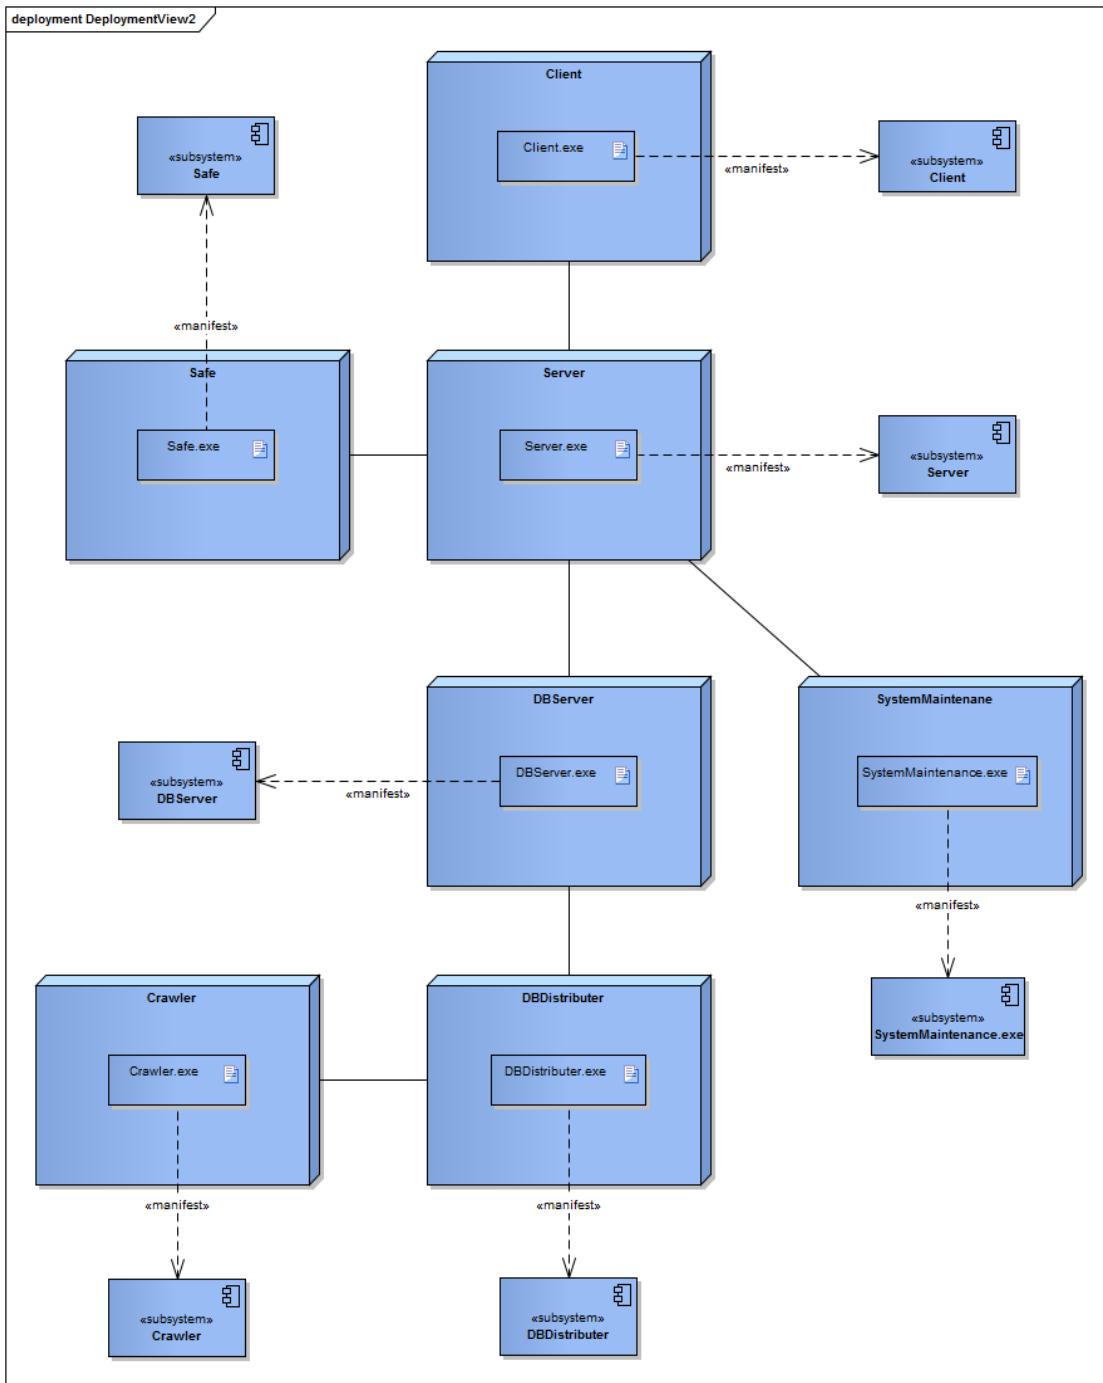 deployment DeploymentView2
Client
Client.exe
«manifest»
«subsystem»
Client
«subsystem»
Safe
«manifest»
Safe
Safe.exe
Server
Server.exe
«manifest»
«subsystem»
Server
DBServer
DBServer.exe
«manifest»
«subsystem»
DBServer
SystemMaintenane
SystemMaintenance.exe
«manifest»
«subsystem»
SystemMaintenance.exe
Crawler
Crawler.exe
«manifest»
«subsystem»
Crawler
DBDistributer
DBDistributer.exe
«manifest»
«subsystem»
DBDistributer